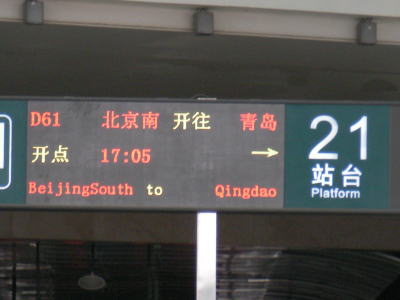 D61 北京南 开往 青岛
开点 17:05 →
BeijingSouth to Qingdao
21
站台
Platform